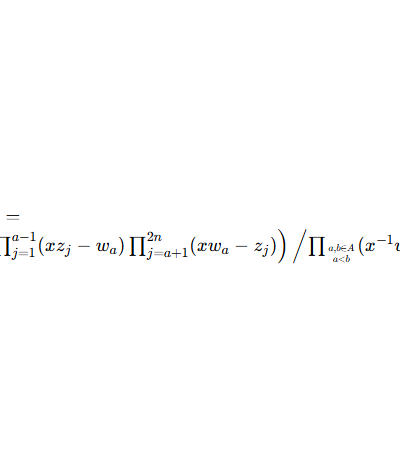 =
∏_{j=1}^{a−1}(xz_j − w_a) ∏_{j=a+1}^{2n}(xw_a − z_j)) / ∏_{a,b∈A a<b}(x^{−1}